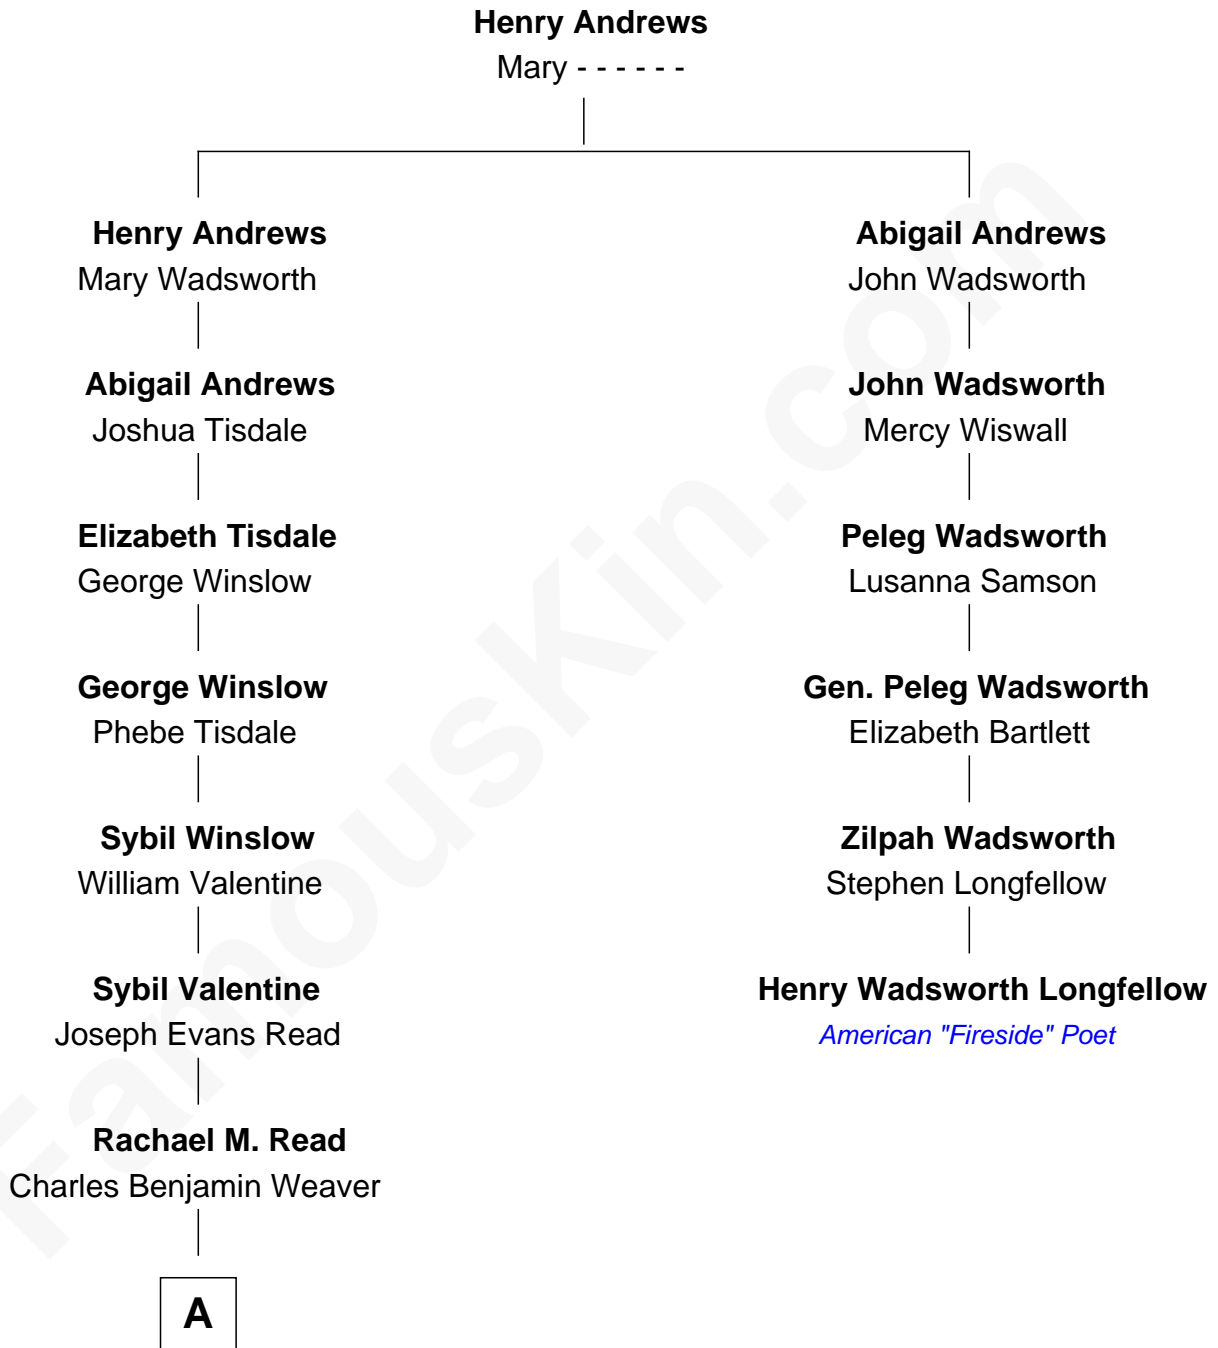 Henry Andrews
Mary - - - - - -
Henry Andrews
Mary Wadsworth
Abigail Andrews
John Wadsworth
Abigail Andrews
Joshua Tisdale
John Wadsworth
Mercy Wiswall
Elizabeth Tisdale
George Winslow
Peleg Wadsworth
Lusanna Samson
George Winslow
Phebe Tisdale
Gen. Peleg Wadsworth
Elizabeth Bartlett
Sybil Winslow
William Valentine
Zilpah Wadsworth
Stephen Longfellow
Sybil Valentine
Joseph Evans Read
Henry Wadsworth Longfellow
American "Fireside" Poet
Rachael M. Read
Charles Benjamin Weaver
A
FamousKin.com